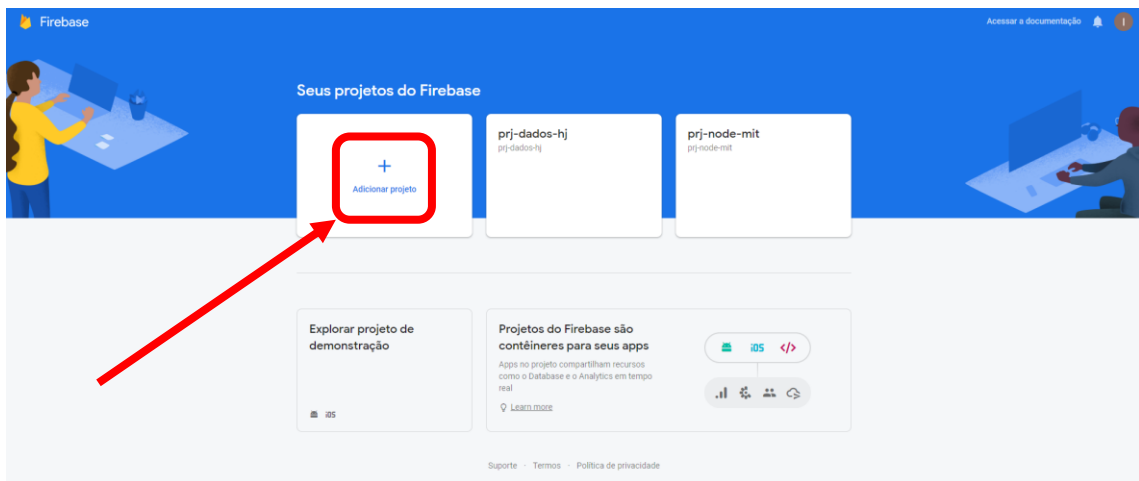 Firebase
Acessar a documentação
I
Seus projetos do Firebase
Adicionar projeto
prj-dados-hj
prj-dados-hj
prj-node-mit
prj-node-mit
Explorar projeto de
demonstração
iOS
Projetos do Firebase são
contêineres para seus apps
Apps no projeto compartilham recursos
como o Database e o Analytics em tempo
real
Learn more
iOS
Suporte · Termos · Política de privacidade